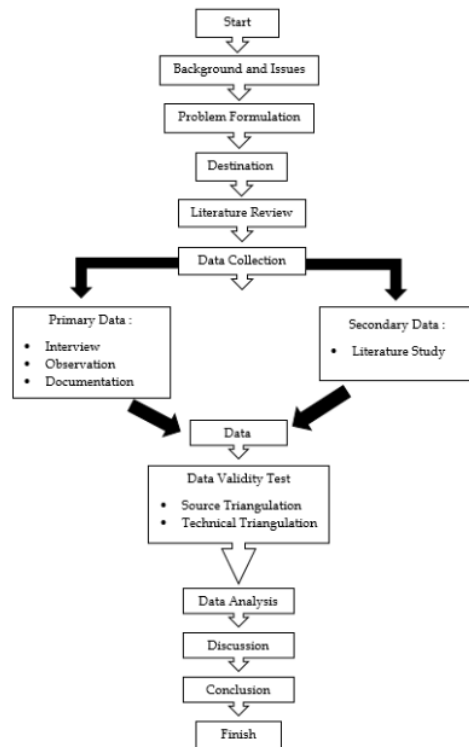 Start
Background and Issues
Problem Formulation
Destination
Literature Review
Data Collection
Primary Data :
• Interview
• Observation
• Documentation
Secondary Data :
• Literature Study
Data
Data Validity Test
• Source Triangulation
• Technical Triangulation
Data Analysis
Discussion
Conclusion
Finish